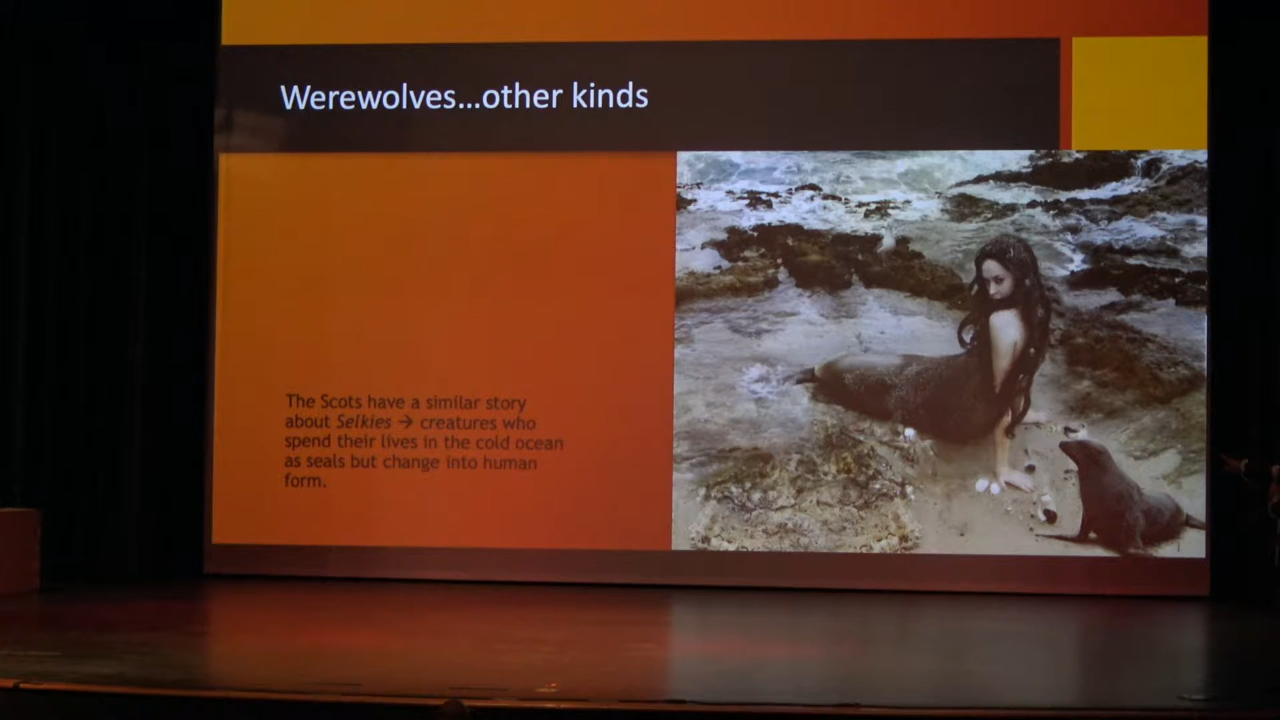 Werewolves...other kinds
The Scots have a similar story
about Selkies → creatures who
spend their lives in the cold ocean
as seals but change into human
form.